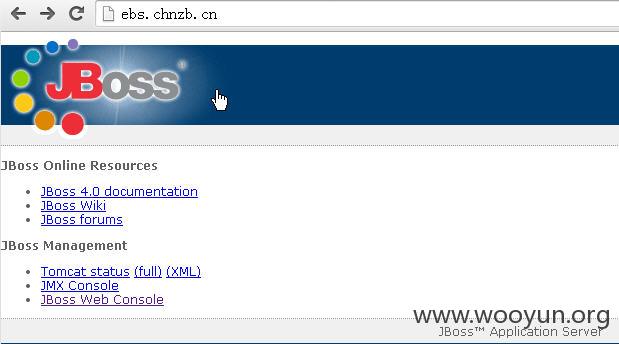 ebs.chnzb.cn
JBoss®
JBoss Online Resources
JBoss 4.0 documentation
JBoss Wiki
JBoss forums
JBoss Management
Tomcat status (full) (XML)
JMX Console
JBoss Web Console
www.wooyun.org
JBoss™ Application Server